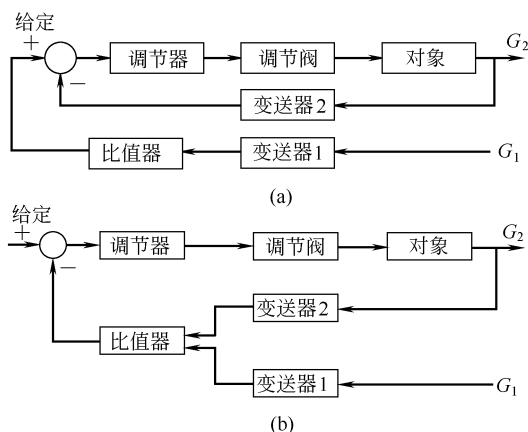 给定
+
调节器
调节阀
对象
G₂
−
变送器2
比值器
变送器1
G₁
(a)
给定
+
调节器
调节阀
对象
G₂
−
变送器2
比值器
变送器1
G₁
(b)